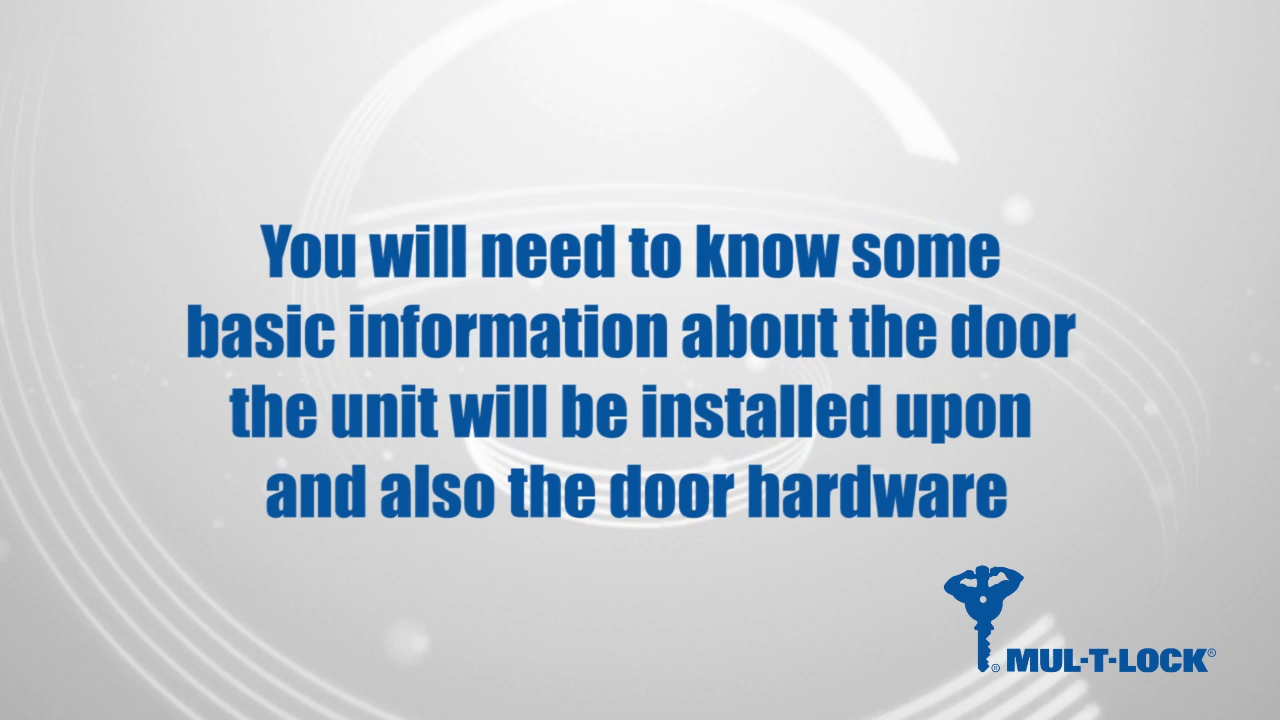 You will need to know some
basic information about the door
the unit will be installed upon
and also the door hardware
® MUL-T-LOCK®